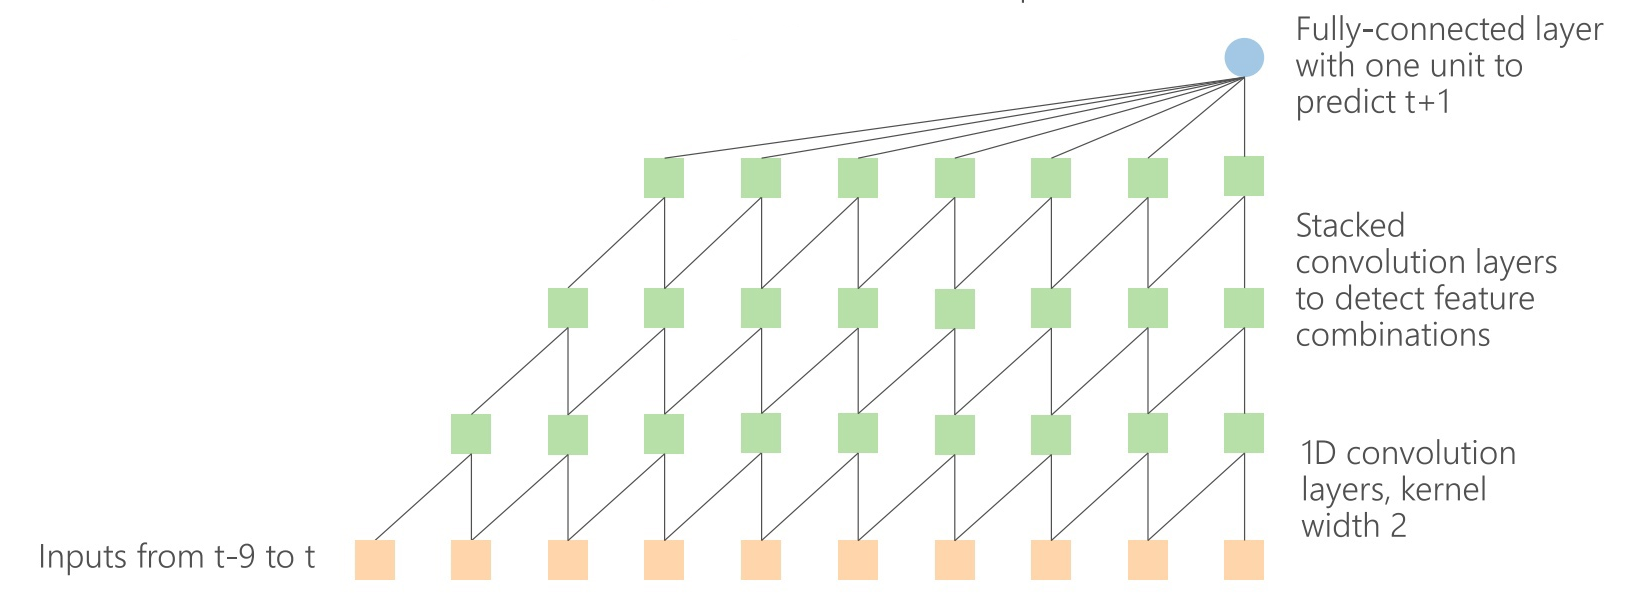 Fully-connected layer
with one unit to
predict t+1
Stacked
convolution layers
to detect feature
combinations
1D convolution
layers, kernel
width 2
Inputs from t-9 to t